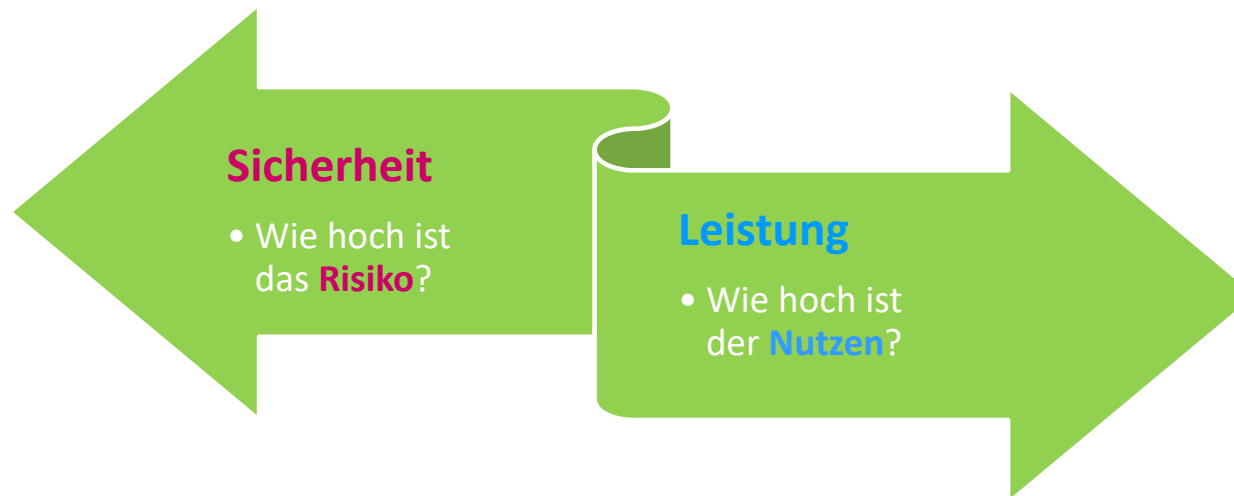 Sicherheit
• Wie hoch ist
das Risiko?
Leistung
• Wie hoch ist
der Nutzen?